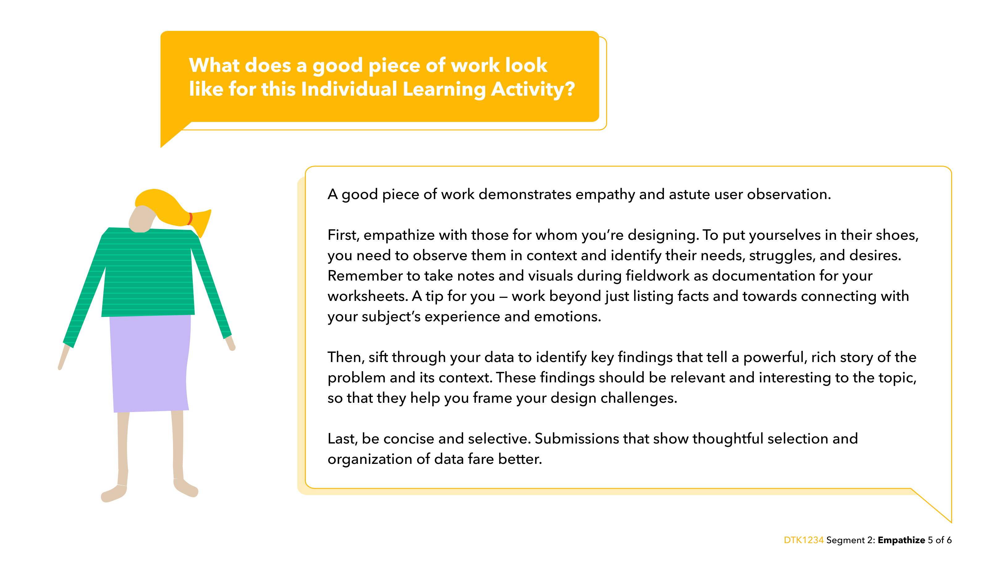 What does a good piece of work look
like for this Individual Learning Activity?
A good piece of work demonstrates empathy and astute user observation.
First, empathize with those for whom you’re designing. To put yourselves in their shoes,
you need to observe them in context and identify their needs, struggles, and desires.
Remember to take notes and visuals during fieldwork as documentation for your
worksheets. A tip for you – work beyond just listing facts and towards connecting with
your subject’s experience and emotions.
Then, sift through your data to identify key findings that tell a powerful, rich story of the
problem and its context. These findings should be relevant and interesting to the topic,
so that they help you frame your design challenges.
Last, be concise and selective. Submissions that show thoughtful selection and
organization of data fare better.
DTK1234 Segment 2: Empathize 5 of 6